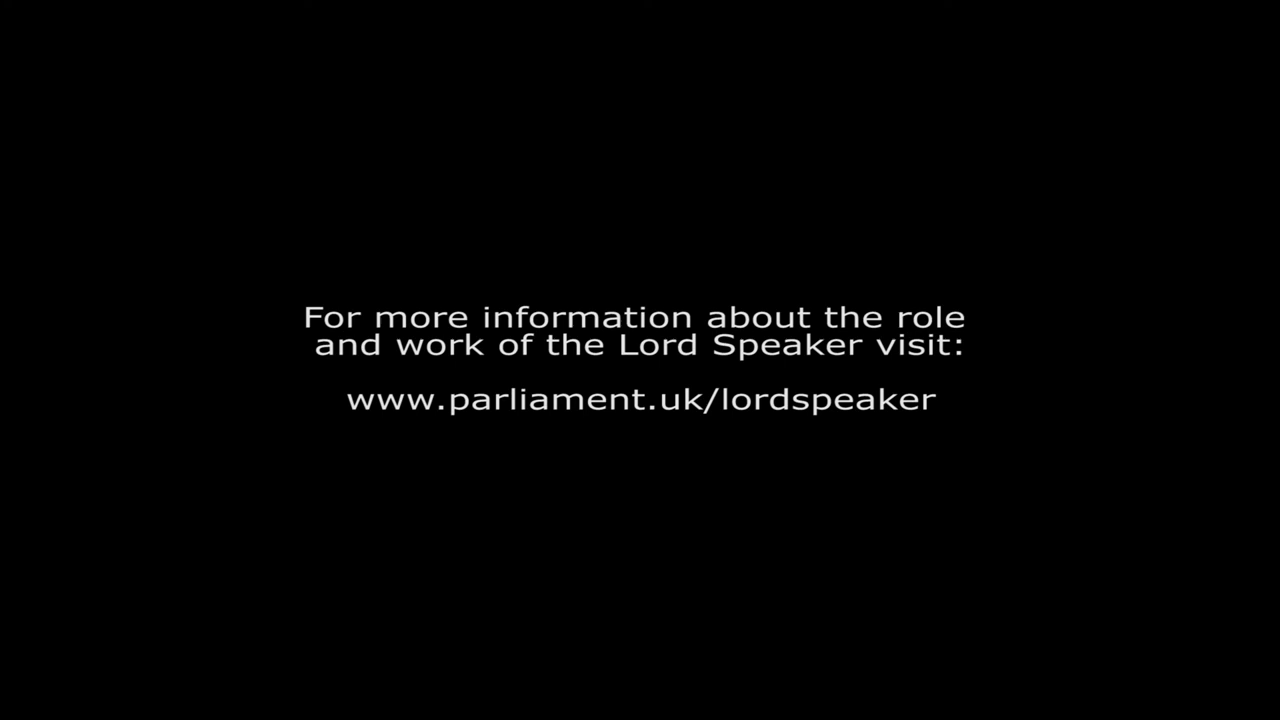 For more information about the role
and work of the Lord Speaker visit:
www.parliament.uk/lordspeaker